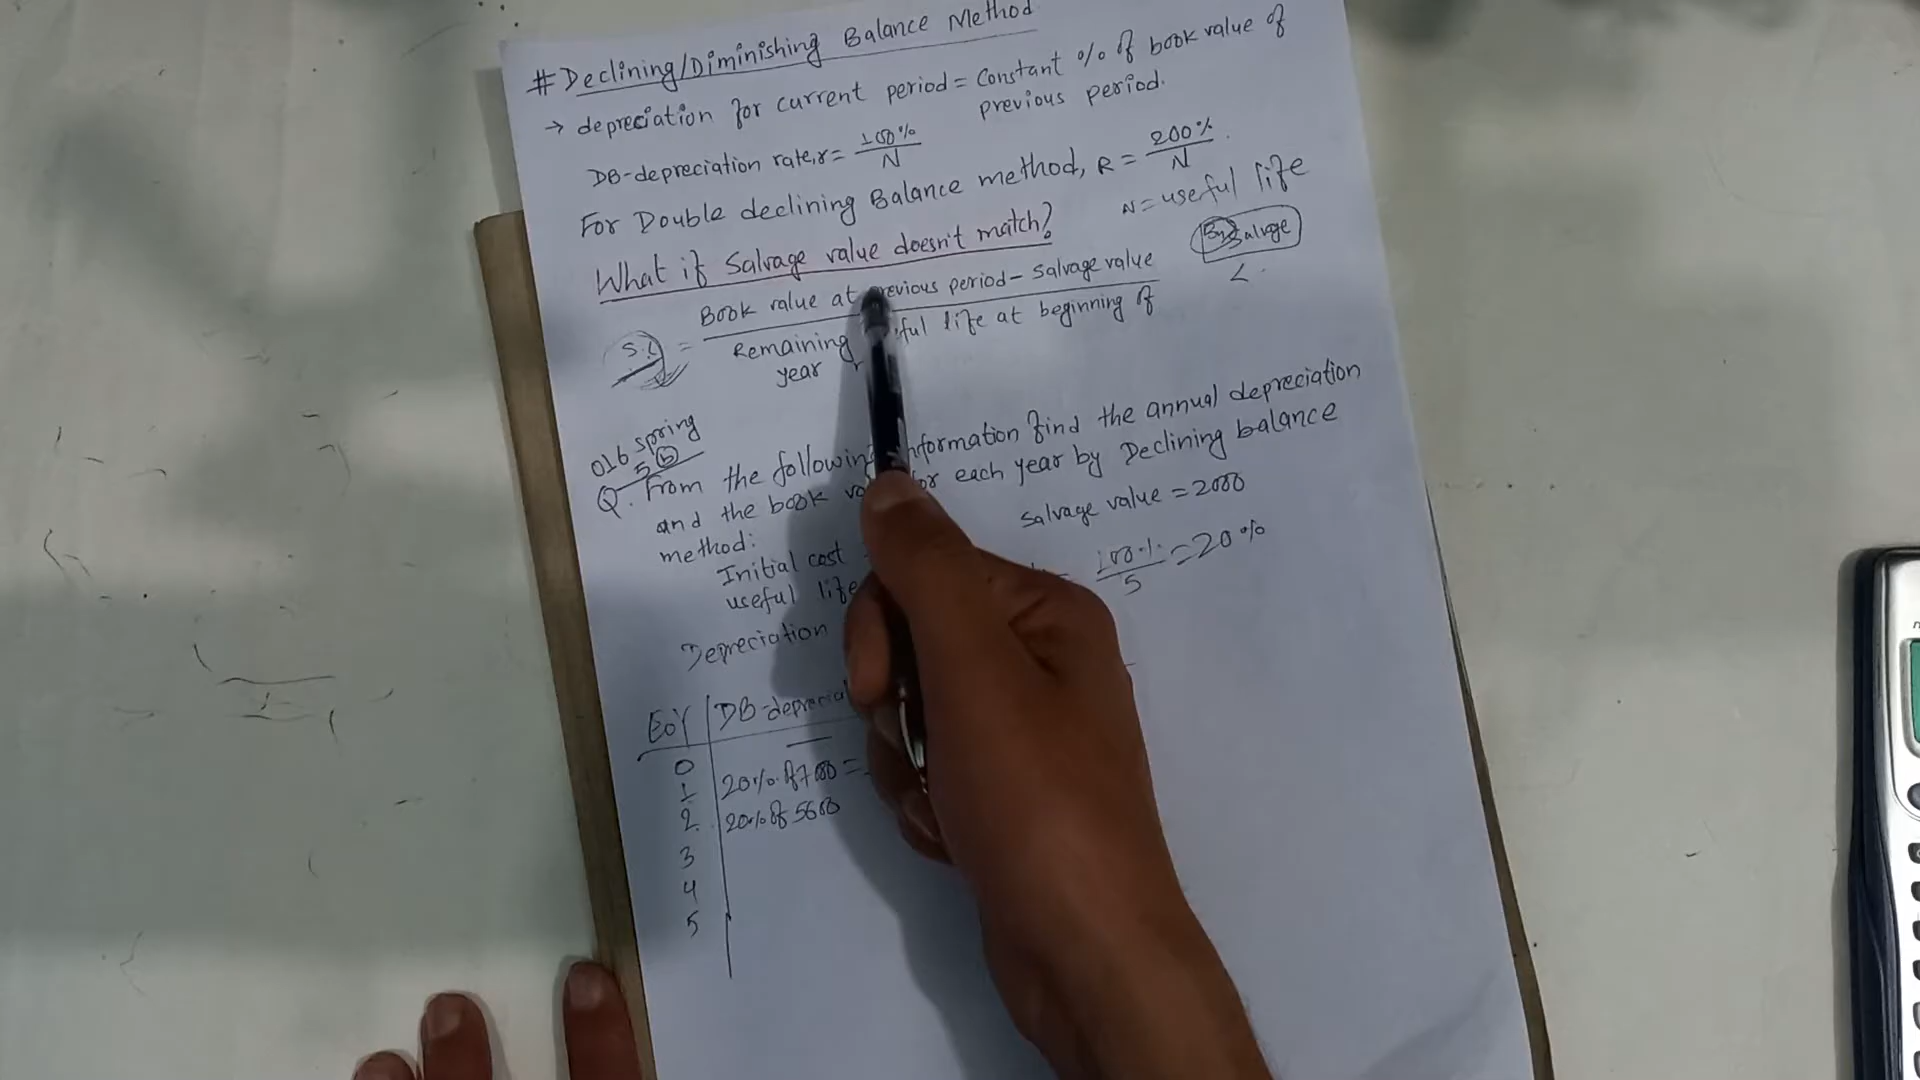 # Declining/Diminishing Balance Method
→ depreciation for current period = Constant % of book value of
previous period.
DB-depreciation rate, r = 100% / N
For Double declining Balance method, R = 200% / N
N = useful life
What if Salvage value doesn't match?
Salvage
<
S.L = Book value at previous period - Salvage value
Remaining life at beginning of
year
016 spring
5 (b)
Q. From the following information find the annual depreciation
and the book for each year by Declining balance
method:
Initial cost
Salvage value = 2000
useful life
Depreciation 100% / 5 = 20%
EOY DB-
0 —
1 20% of 7000 =
2 20% of 5600
3
4
5